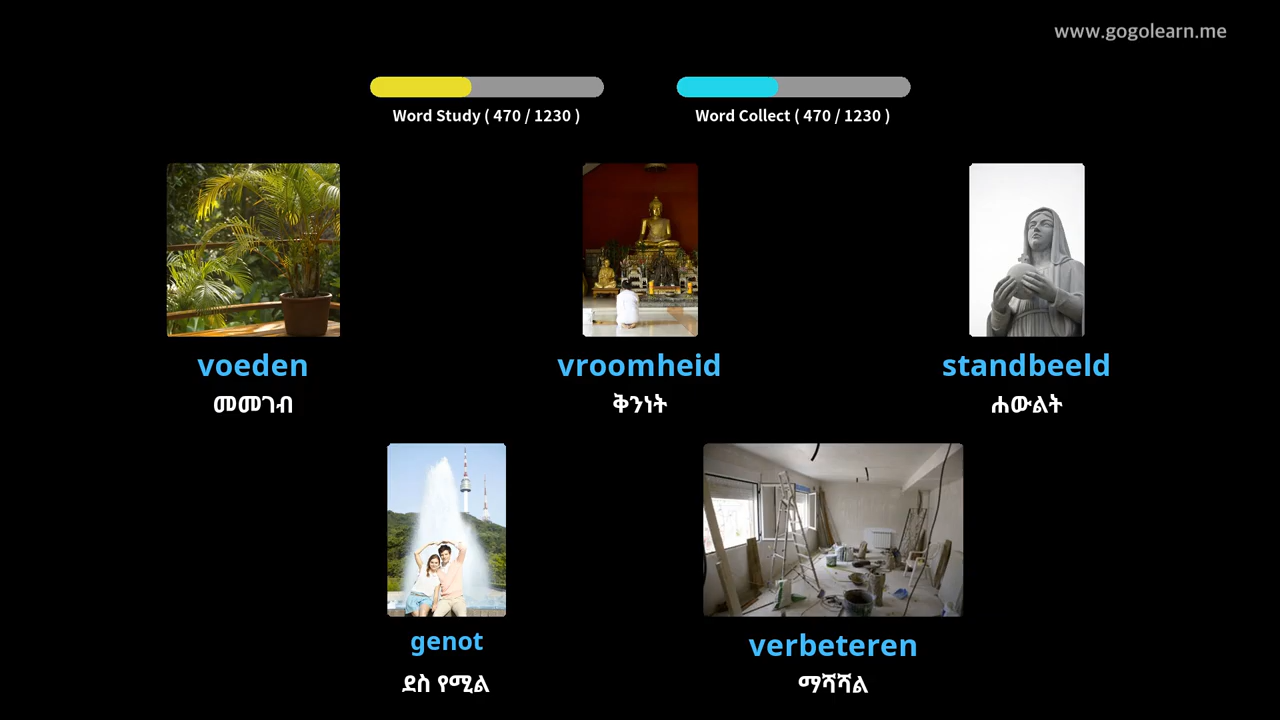 www.gogolearn.me
Word Study ( 470 / 1230 )
Word Collect ( 470 / 1230 )
voeden
መመገብ
vroomheid
ቅንነት
standbeeld
ሐውልት
genot
ደስ የሚል
verbeteren
ማሻሻል